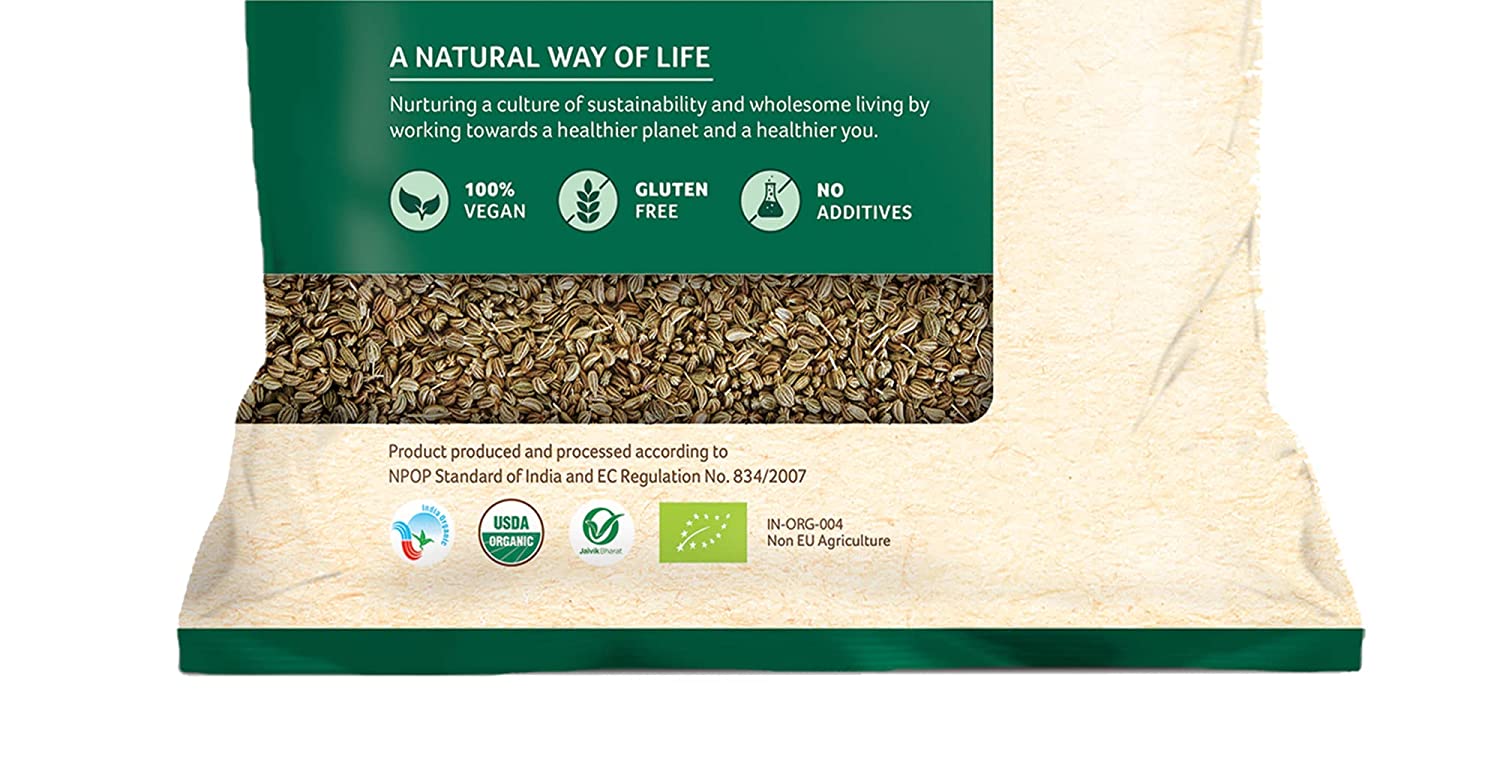 A NATURAL WAY OF LIFE
Nurturing a culture of sustainability and wholesome living by
working towards a healthier planet and a healthier you.
100%
VEGAN
GLUTEN
FREE
NO
ADDITIVES
Product produced and processed according to
NPOP Standard of India and EC Regulation No. 834/2007
India Organic
USDA
ORGANIC
Jaivik Bharat
IN-ORG-004
Non EU Agriculture